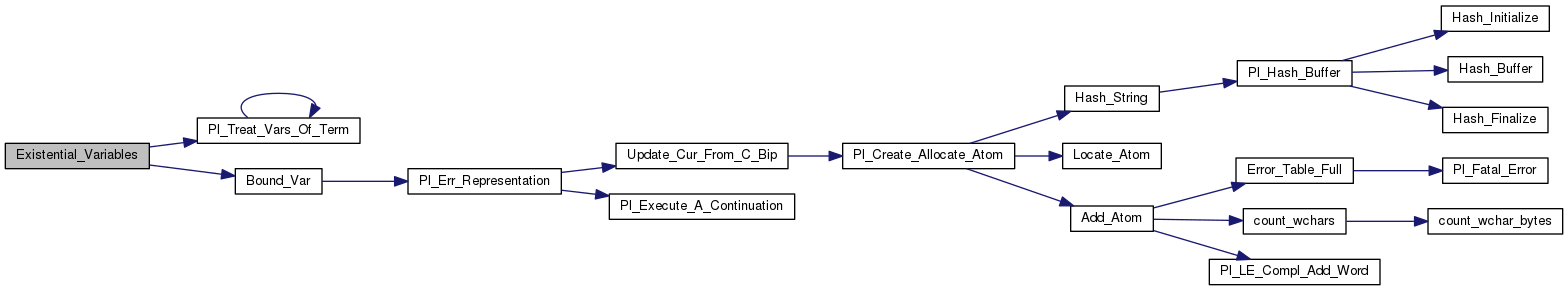 Existential_Variables
Pl_Treat_Vars_Of_Term
Bound_Var
Pl_Err_Representation
Update_Cur_From_C_Bip
Pl_Execute_A_Continuation
Pl_Create_Allocate_Atom
Hash_String
Locate_Atom
Add_Atom
Pl_Hash_Buffer
Error_Table_Full
count_wchars
Pl_LE_Compl_Add_Word
Hash_Initialize
Hash_Buffer
Hash_Finalize
Pl_Fatal_Error
count_wchar_bytes